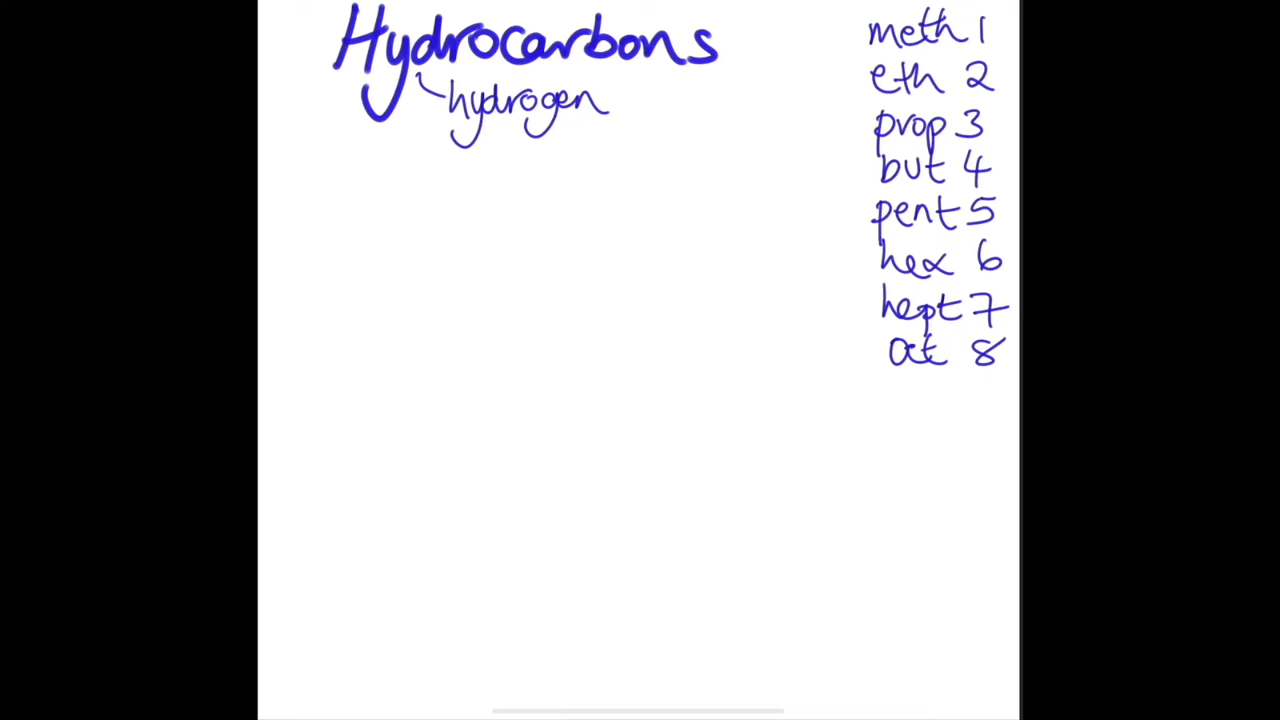 Hydrocarbons
hydrogen
meth 1
eth 2
prop 3
but 4
pent 5
hex 6
hept 7
oct 8